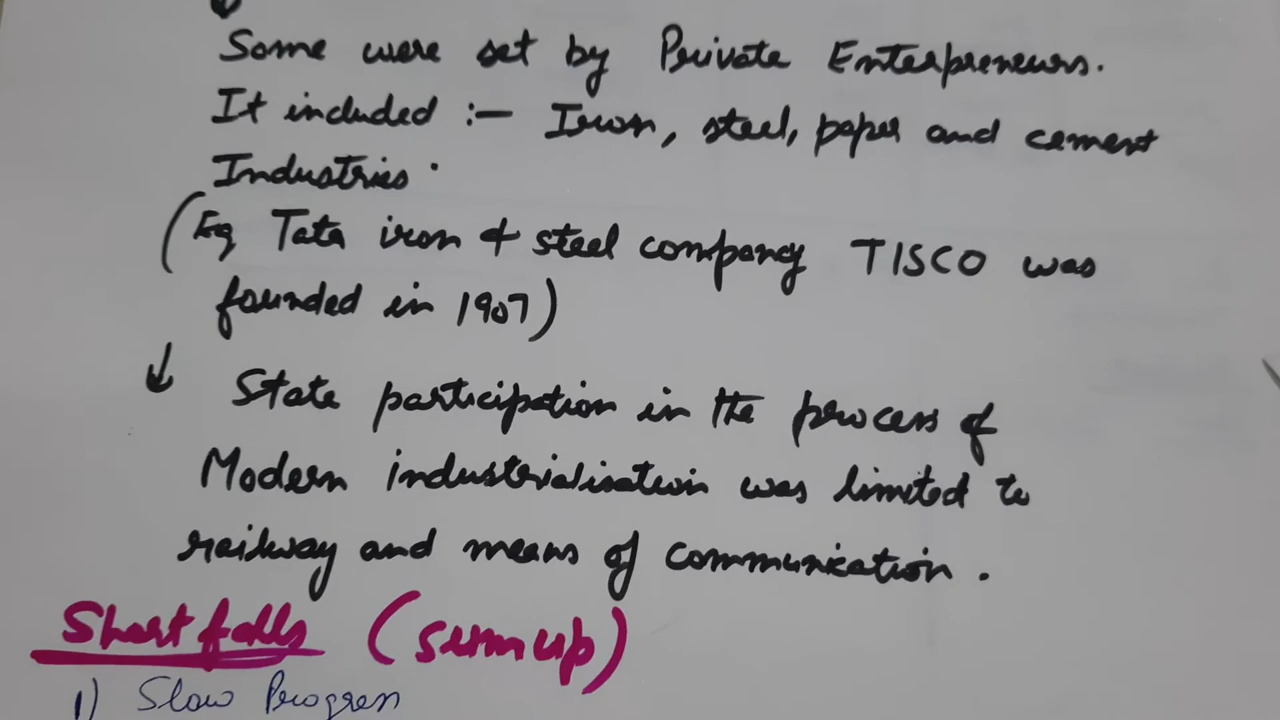 Some were set by Private Enterpreneurs.
It included :- Iron, steel, paper and cement
Industries.
(Eg Tata iron & steel company TISCO was
founded in 1907)
↓ State participation in the process of
Modern industrialisation was limited to
railway and means of communication.
Shortfalls (sum up)
1) Slow Progress